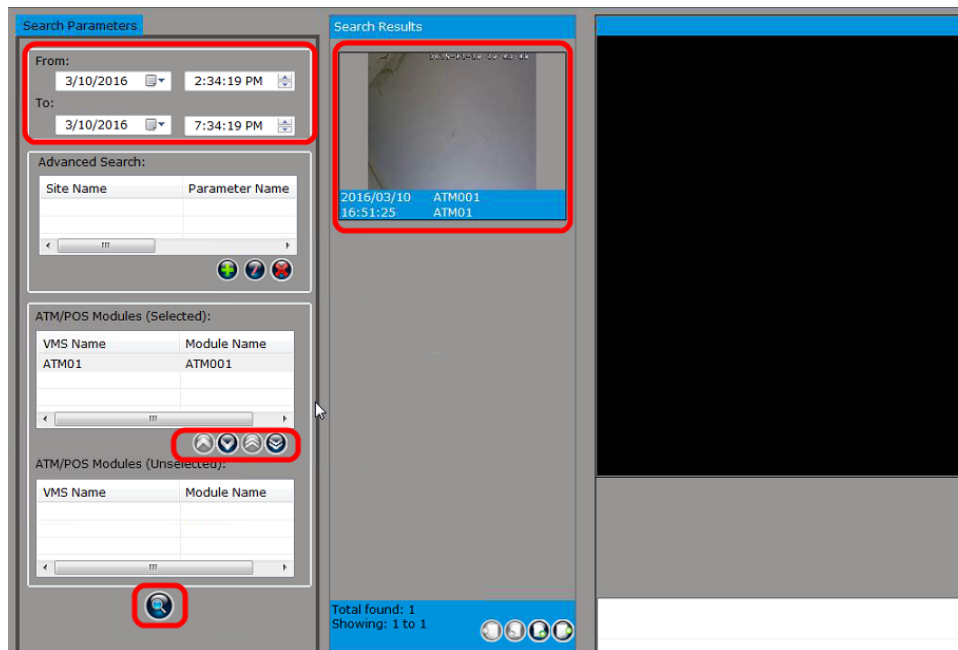 Search Parameters
From:
3/10/2016 2:34:19 PM
To:
3/10/2016 7:34:19 PM
Advanced Search:
Site Name Parameter Name
ATM/POS Modules (Selected):
VMS Name Module Name
ATM01 ATM001
ATM/POS Modules (Unselected):
VMS Name Module Name
Search Results
2016/03/10 ATM001
16:51:25 ATM01
Total found: 1
Showing: 1 to 1